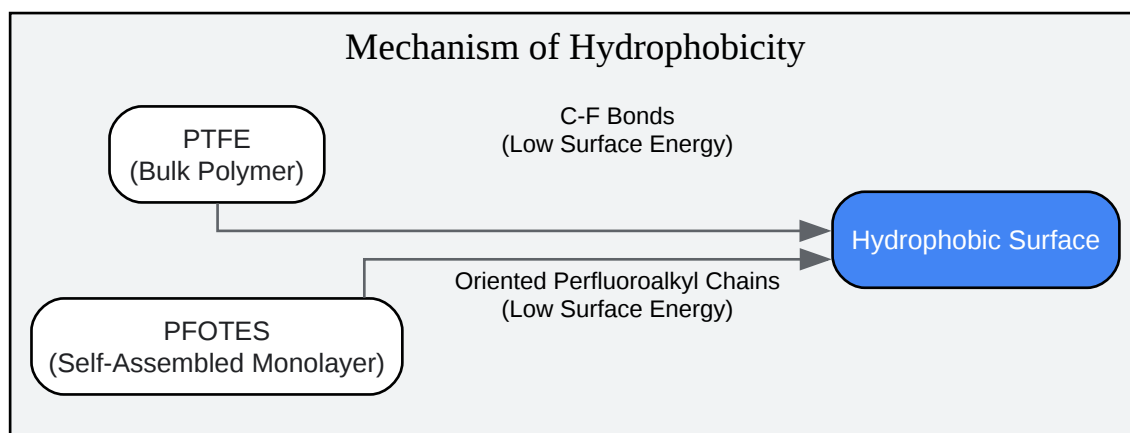 Mechanism of Hydrophobicity
C-F Bonds
(Low Surface Energy)
PTFE
(Bulk Polymer)
Hydrophobic Surface
Oriented Perfluoroalkyl Chains
(Low Surface Energy)
PFOTES
(Self-Assembled Monolayer)